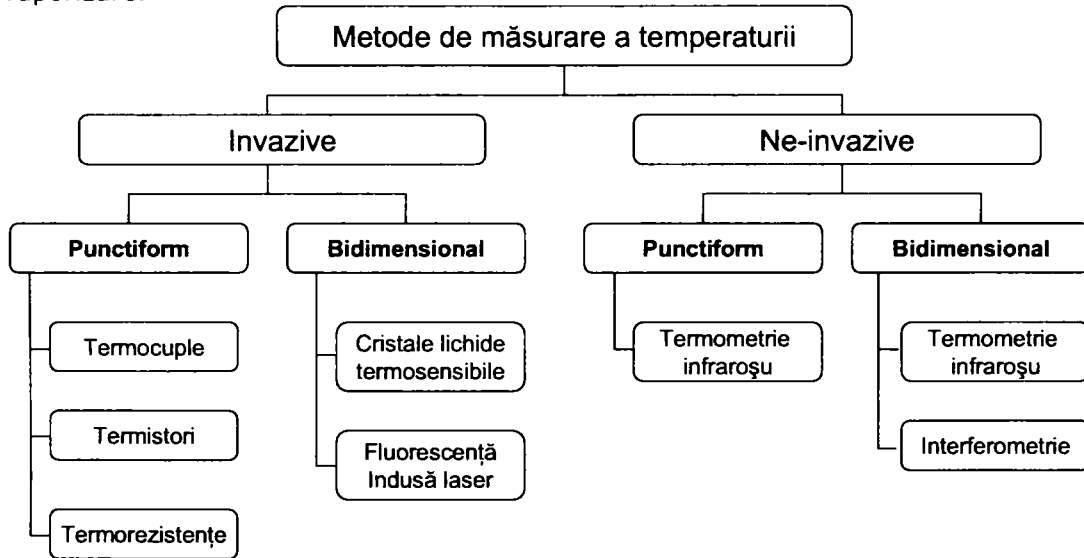 Metode de măsurare a temperaturii
Invazive
Ne-invazive
Punctiform
Bidimensional
Punctiform
Bidimensional
Termocuple
Cristale lichide
termosensibile
Termometrie
infraroşu
Termometrie
infraroşu
Termistori
Fluorescență
Indusă laser
Interferometrie
Termorezistențe